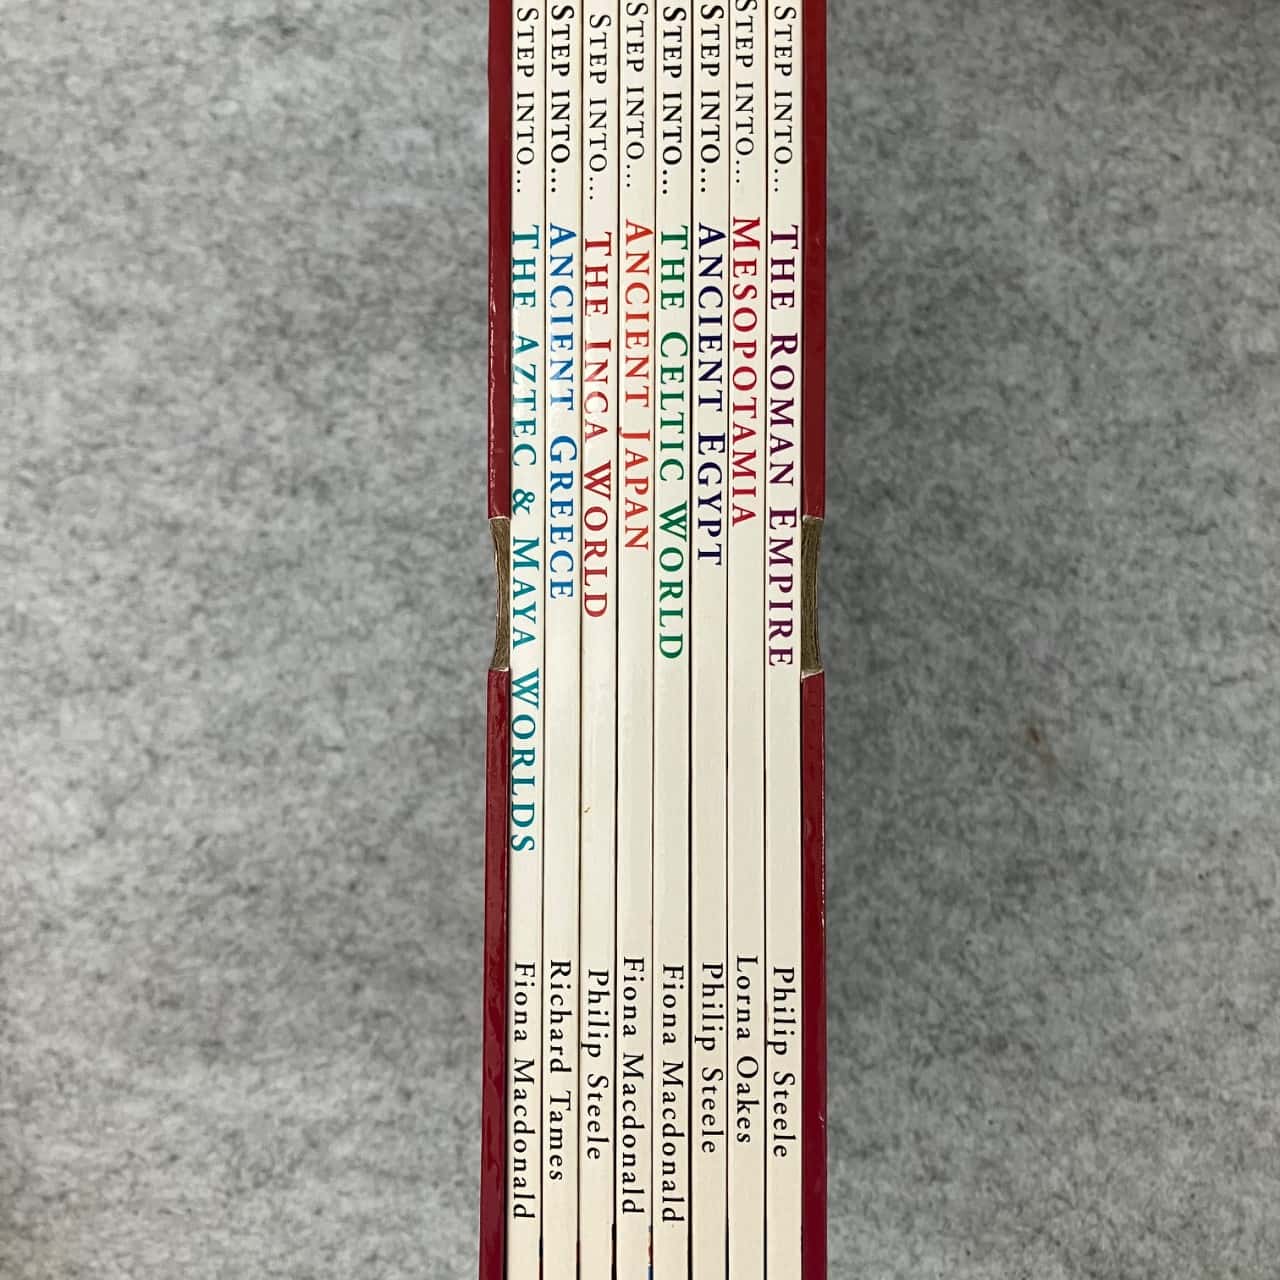 STEP INTO... THE AZTEC & MAYA WORLDS Fiona Macdonald
STEP INTO... ANCIENT GREECE Richard Tames
STEP INTO... THE INCA WORLD Philip Steele
STEP INTO... ANCIENT JAPAN Fiona Macdonald
STEP INTO... THE CELTIC WORLD Fiona Macdonald
STEP INTO... ANCIENT EGYPT Philip Steele
STEP INTO... MESOPOTAMIA Lorna Oakes
STEP INTO... THE ROMAN EMPIRE Philip Steele